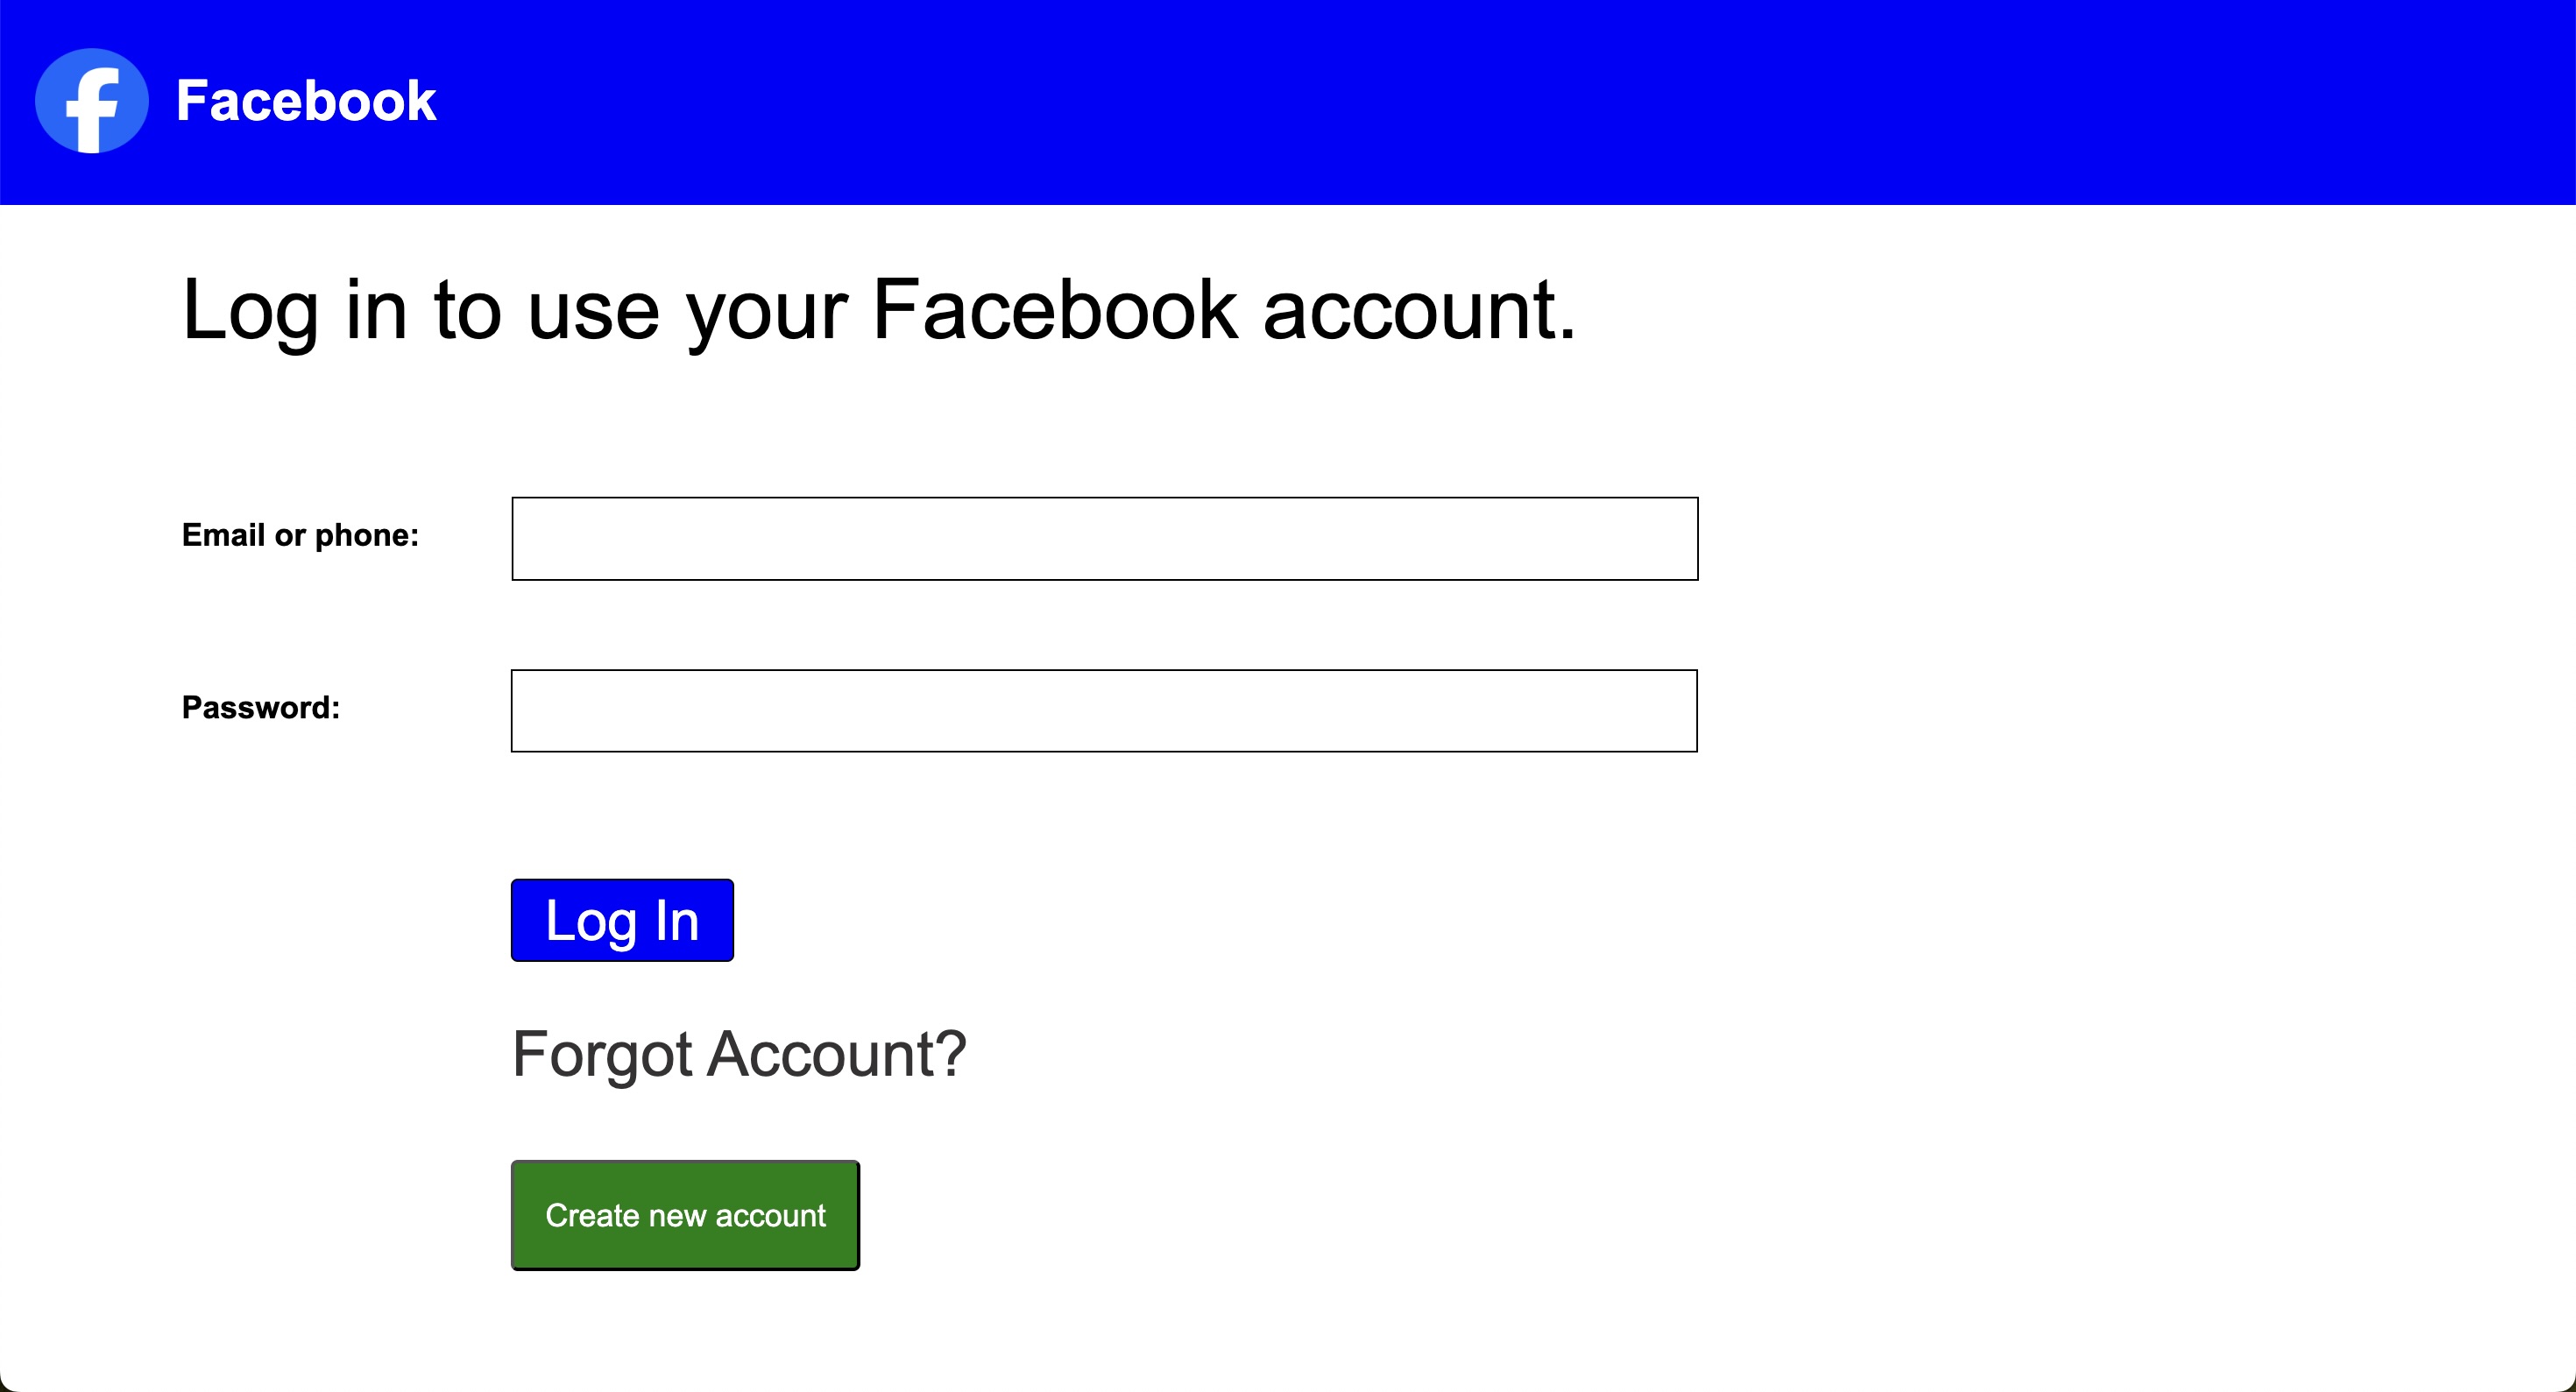 Facebook
Log in to use your Facebook account.
Email or phone:
Password:
Log In
Forgot Account?
Create new account